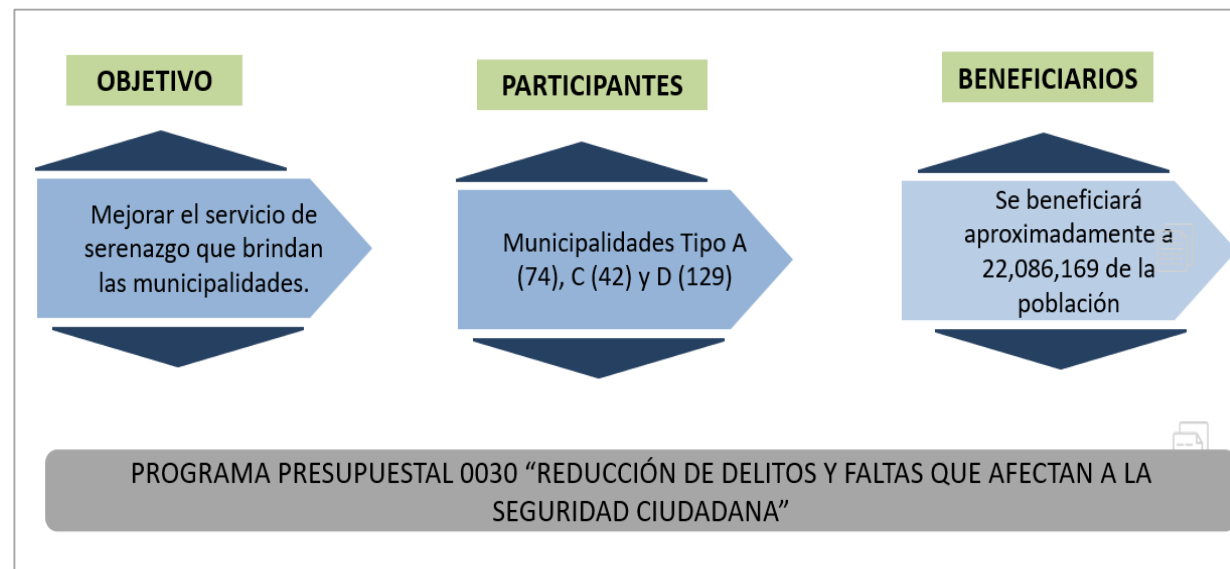 OBJETIVO
Mejorar el servicio de
serenazgo que brindan
las municipalidades.
PARTICIPANTES
Municipalidades Tipo A
(74), C (42) y D (129)
BENEFICIARIOS
Se beneficiará
aproximadamente a
22,086,169 de la
población
PROGRAMA PRESUPUESTAL 0030 “REDUCCIÓN DE DELITOS Y FALTAS QUE AFECTAN A LA
SEGURIDAD CIUDADANA”